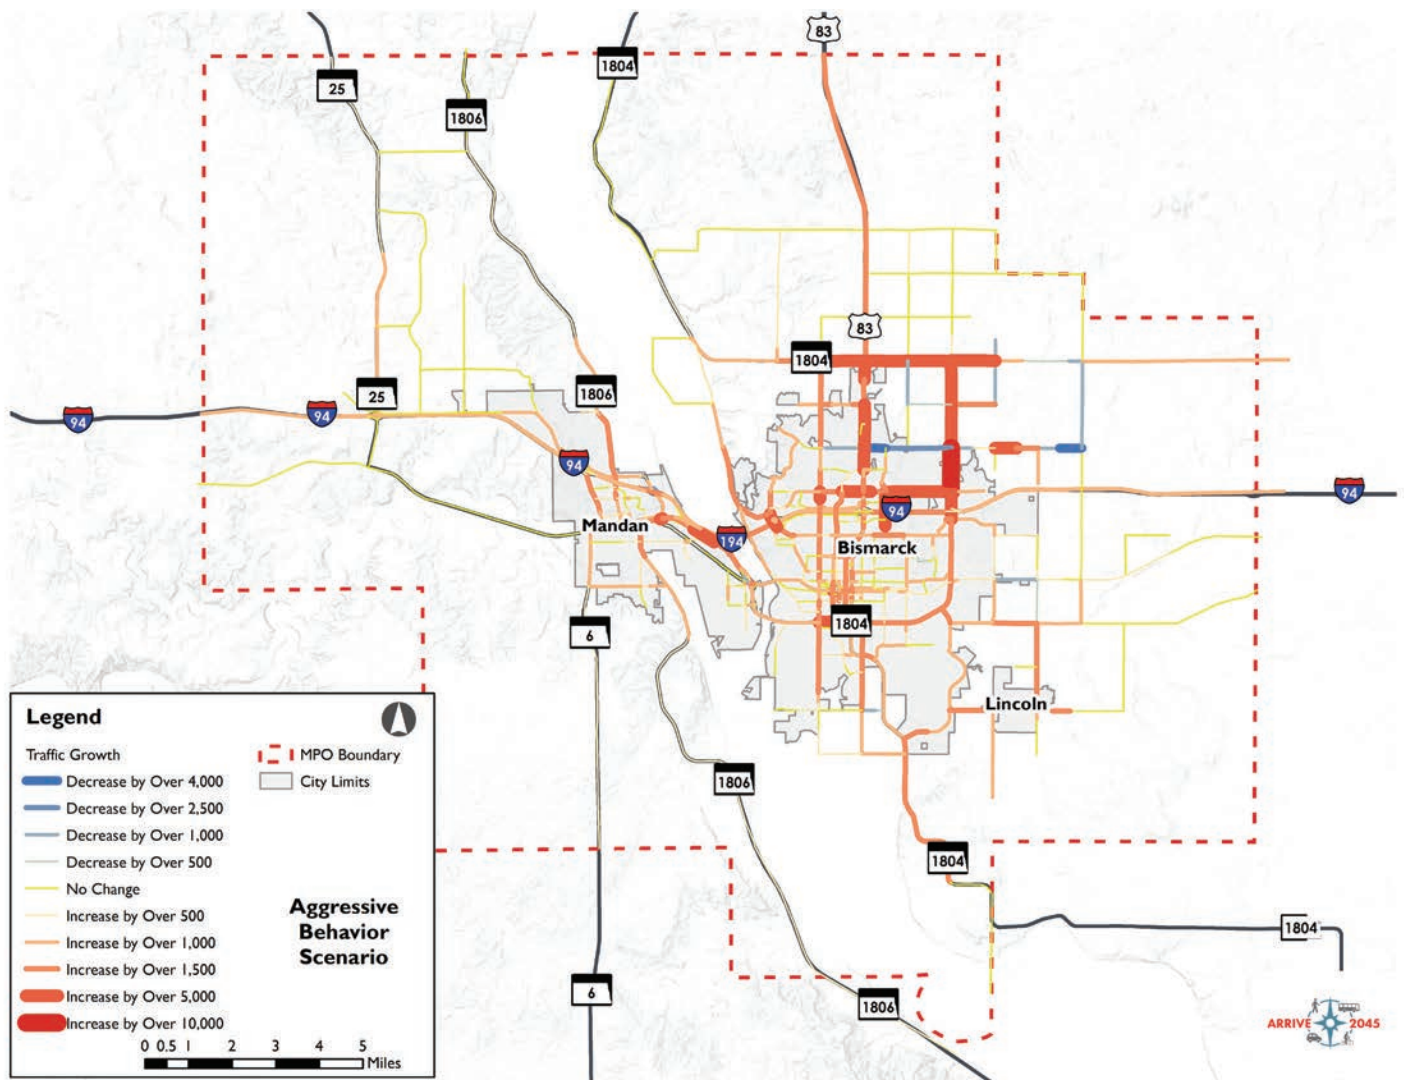 83
1804
25
1806
83
1804
25
1806
94
94
94
94
94
Mandan
194
Bismarck
1804
6
Lincoln
Legend
Traffic Growth
Decrease by Over 4,000
Decrease by Over 2,500
Decrease by Over 1,000
Decrease by Over 500
No Change
Increase by Over 500
Increase by Over 1,000
Increase by Over 1,500
Increase by Over 5,000
Increase by Over 10,000
MPO Boundary
City Limits
Aggressive
Behavior
Scenario
0 0.5 1 2 3 4 5
Miles
1806
1804
1804
6
1806
ARRIVE 2045